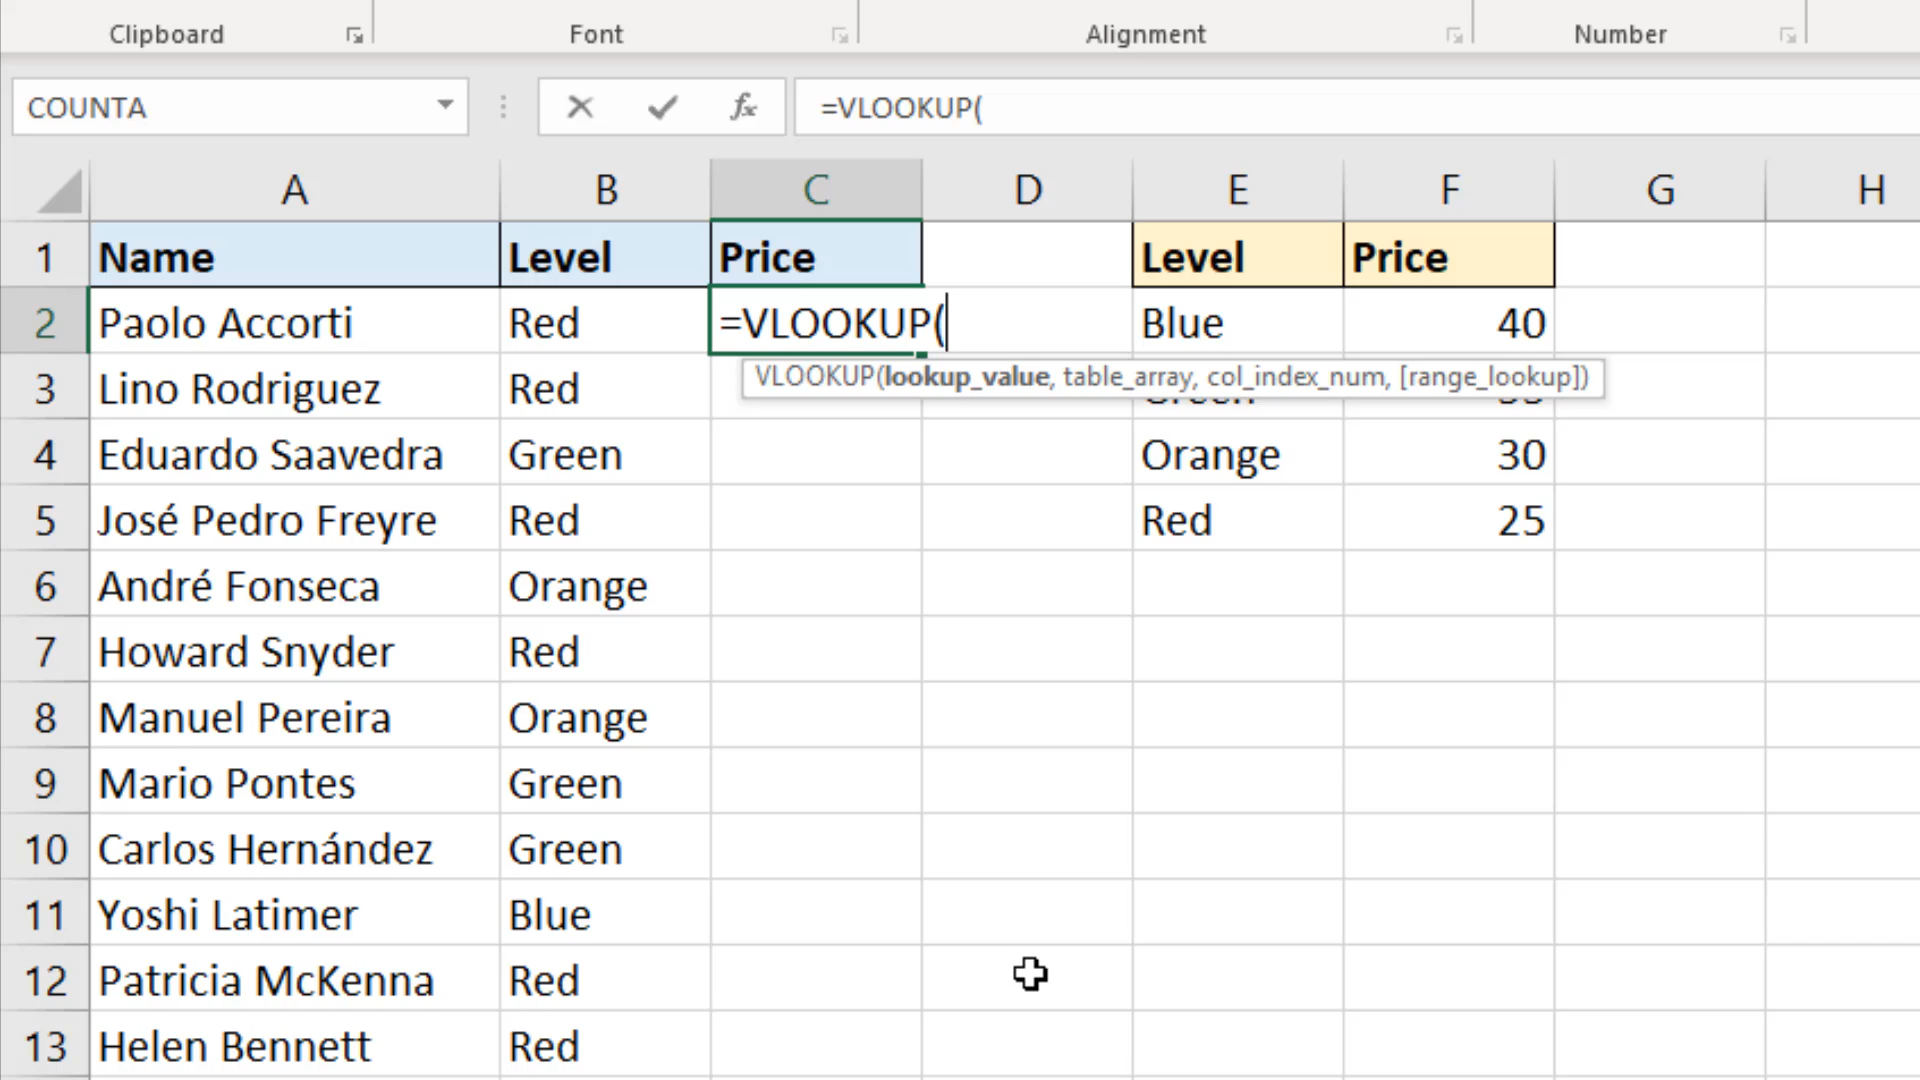 Clipboard Font Alignment Number
COUNTA fx =VLOOKUP(
A B C D E F G H
1 Name Level Price Level Price
2 Paolo Accorti Red =VLOOKUP( Blue 40
VLOOKUP(lookup_value, table_array, col_index_num, [range_lookup])
3 Lino Rodriguez Red
4 Eduardo Saavedra Green Orange 30
5 José Pedro Freyre Red Red 25
6 André Fonseca Orange
7 Howard Snyder Red
8 Manuel Pereira Orange
9 Mario Pontes Green
10 Carlos Hernández Green
11 Yoshi Latimer Blue
12 Patricia McKenna Red
13 Helen Bennett Red